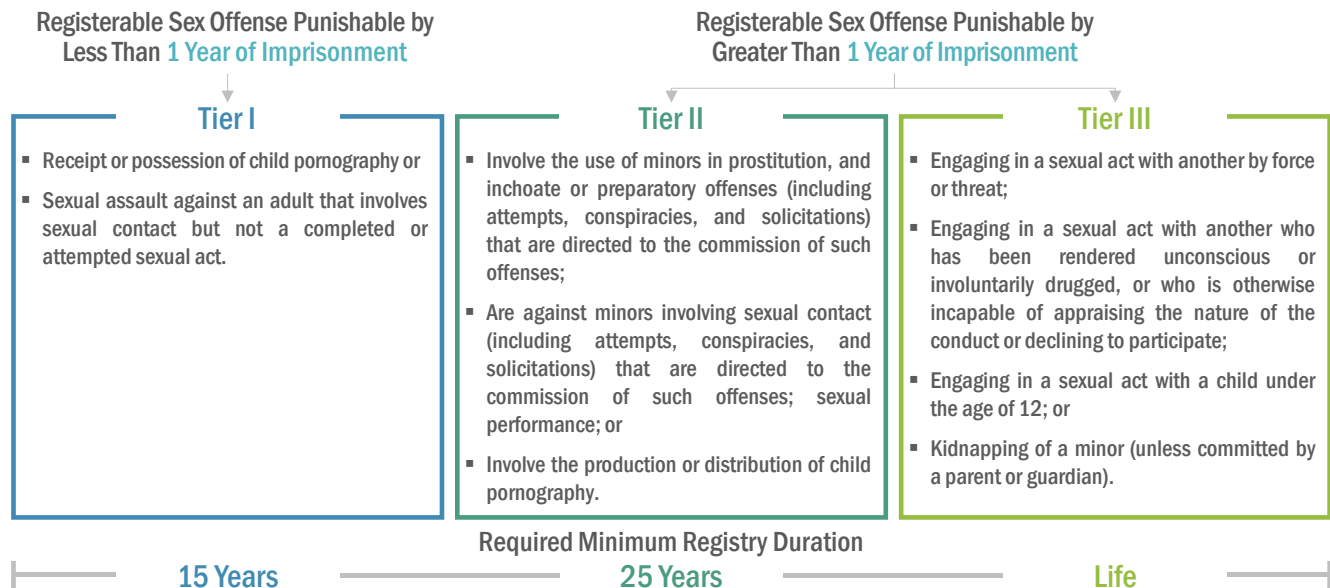 Registerable Sex Offense Punishable by
Less Than 1 Year of Imprisonment
Registerable Sex Offense Punishable by
Greater Than 1 Year of Imprisonment
Tier I
▪ Receipt or possession of child pornography or
▪ Sexual assault against an adult that involves
sexual contact but not a completed or
attempted sexual act.
Tier II
▪ Involve the use of minors in prostitution, and
inchoate or preparatory offenses (including
attempts, conspiracies, and solicitations)
that are directed to the commission of such
offenses;
▪ Are against minors involving sexual contact
(including attempts, conspiracies, and
solicitations) that are directed to the
commission of such offenses; sexual
performance; or
▪ Involve the production or distribution of child
pornography.
Tier III
▪ Engaging in a sexual act with another by force
or threat;
▪ Engaging in a sexual act with another who
has been rendered unconscious or
involuntarily drugged, or who is otherwise
incapable of appraising the nature of the
conduct or declining to participate;
▪ Engaging in a sexual act with a child under
the age of 12; or
▪ Kidnapping of a minor (unless committed by
a parent or guardian).
Required Minimum Registry Duration
15 Years
25 Years
Life